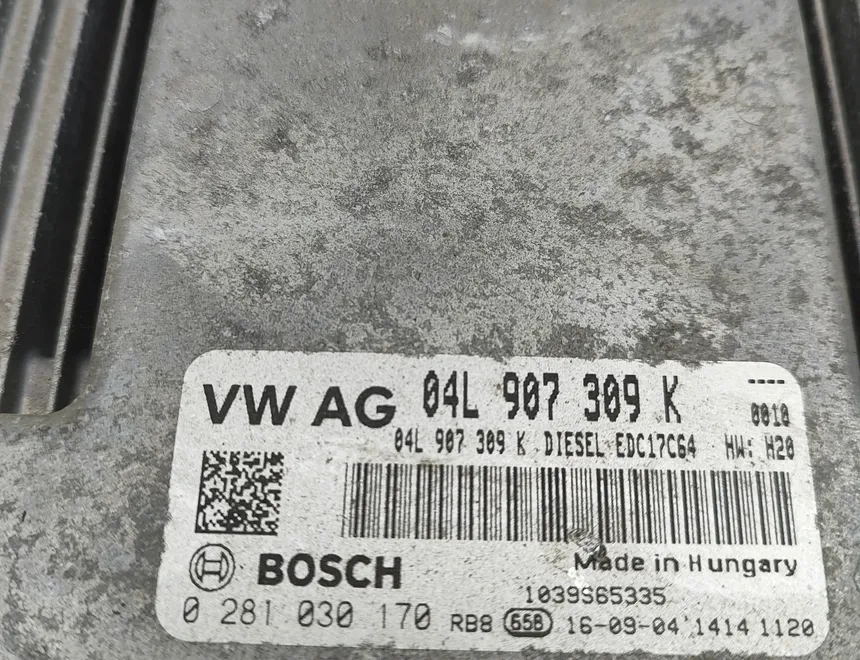 VW AG 04L 907 309 K ----
0010
04L 907 309 K DIESEL EDC17C64 HW: H20
BOSCH Made in Hungary
1039S65335
0 281 030 170 RB8 658 16-09-04 1414 1120